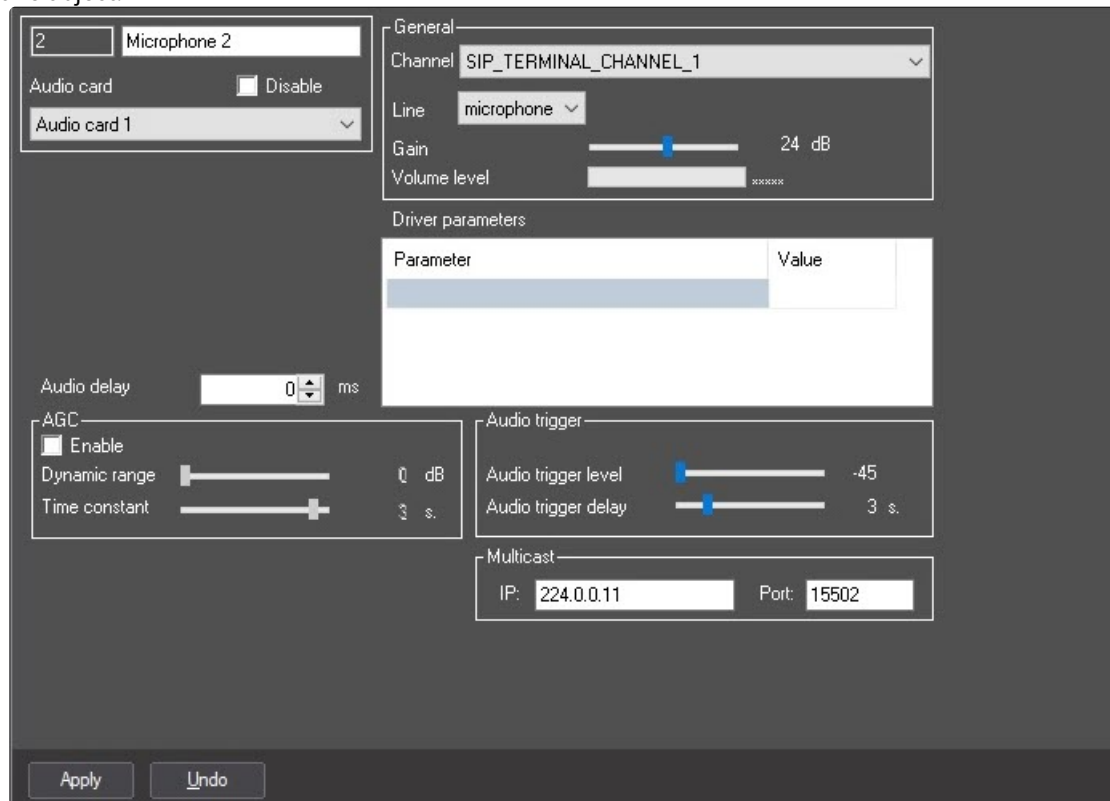 2 Microphone 2
Audio card Disable
Audio card 1
General
Channel SIP_TERMINAL_CHANNEL_1
Line microphone
Gain 24 dB
Volume level xxxxx
Driver parameters
Parameter Value
Audio delay 0 ms
AGC
Enable
Dynamic range 0 dB
Time constant 3 s.
Audio trigger
Audio trigger level -45
Audio trigger delay 3 s.
Multicast
IP: 224.0.0.11 Port: 15502
Apply Undo